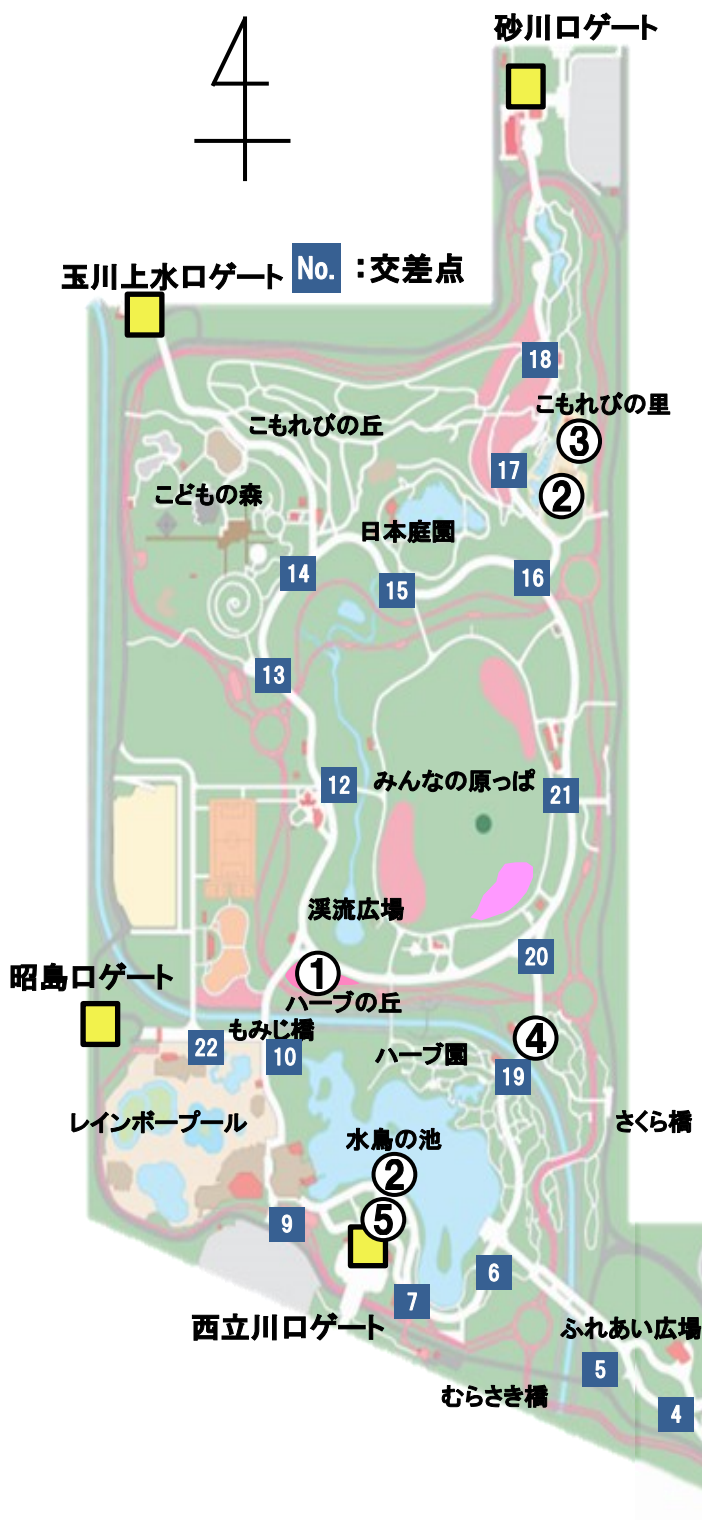 砂川口ゲート
玉川上水口ゲート
No. ：交差点
18
こもれびの里
③
こもれびの丘
17
こどもの森
②
日本庭園
14
16
15
13
みんなの原っぱ
12
21
渓流広場
20
昭島口ゲート
①
ハーブの丘
もみじ橋
④
22
10
ハーブ園
19
レインボープール
さくら橋
水鳥の池
②
⑤
9
6
7
西立川口ゲート
ふれあい広場
5
むらさき橋
4